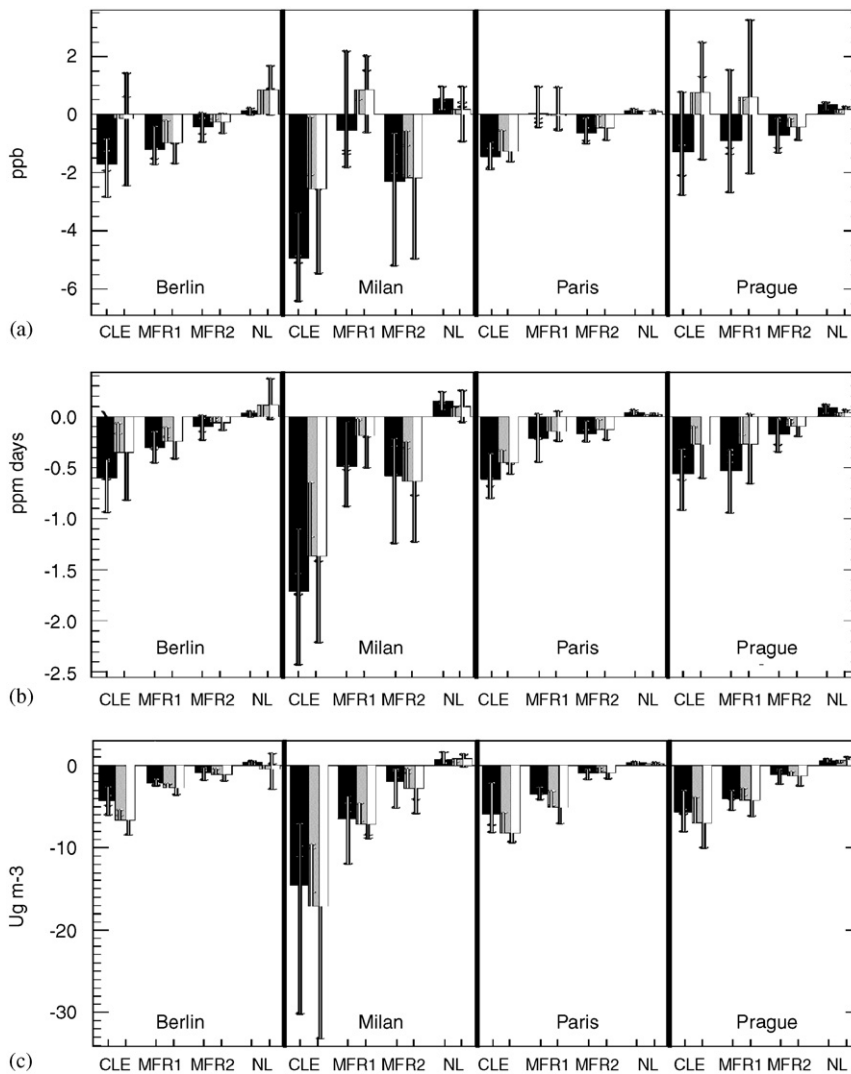 2
0
-2
-4
-6
ppb
Berlin Milan Paris Prague
(a)
CLE MFR1 MFR2 NL CLE MFR1 MFR2 NL CLE MFR1 MFR2 NL CLE MFR1 MFR2 NL
0.0
-0.5
-1.0
-1.5
-2.0
-2.5
ppm days
Berlin Milan Paris Prague
(b)
CLE MFR1 MFR2 NL CLE MFR1 MFR2 NL CLE MFR1 MFR2 NL CLE MFR1 MFR2 NL
0
-10
-20
-30
Ug m-3
Berlin Milan Paris Prague
(c)
CLE MFR1 MFR2 NL CLE MFR1 MFR2 NL CLE MFR1 MFR2 NL CLE MFR1 MFR2 NL